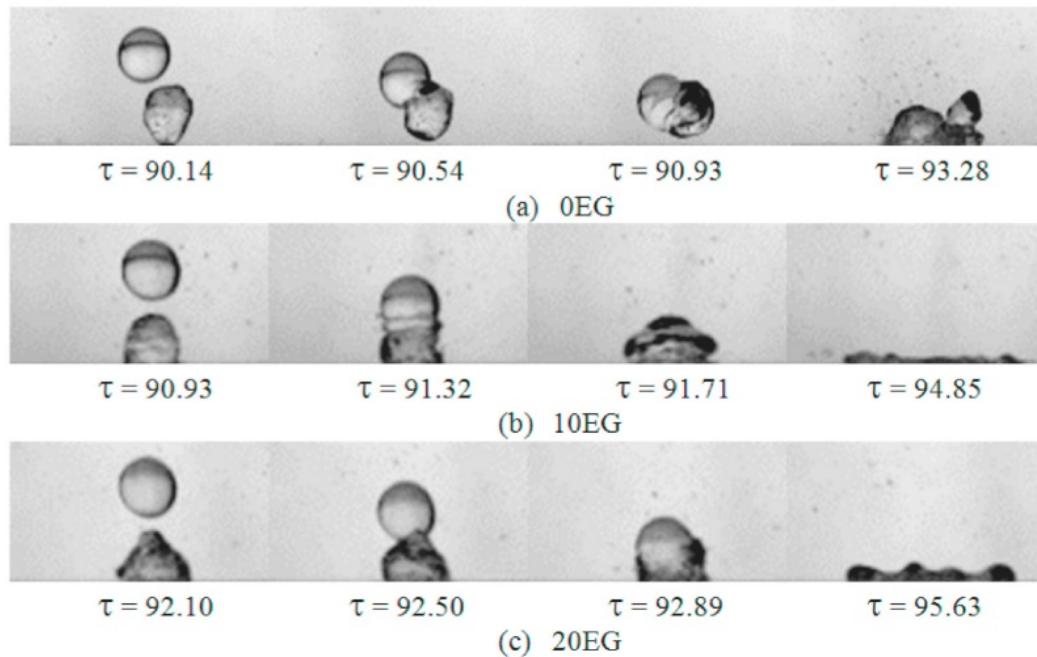 τ = 90.14 τ = 90.54 τ = 90.93 τ = 93.28
(a) 0EG
τ = 90.93 τ = 91.32 τ = 91.71 τ = 94.85
(b) 10EG
τ = 92.10 τ = 92.50 τ = 92.89 τ = 95.63
(c) 20EG